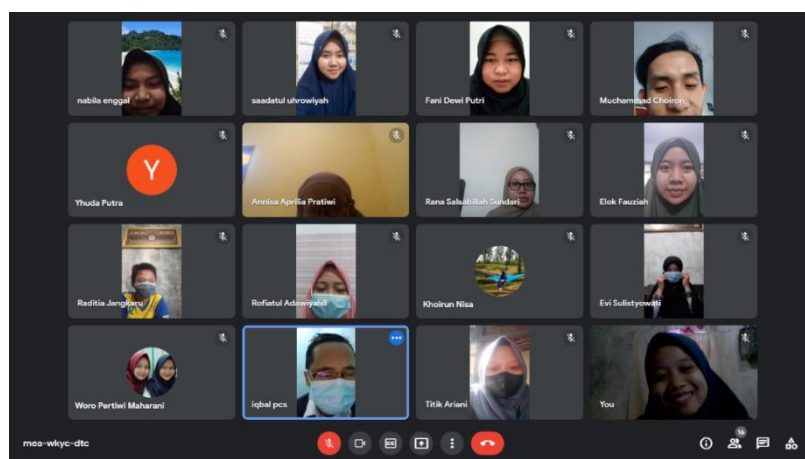 nabila enggal
saadatul uhrowiyah
Fani Dewi Putri
Muchammad Choiron
Y
Yhuda Putra
Annisa Aprilia Pratiwi
Rana Salsabillah Sundari
Elok Fauziah
Raditia Jangkaru
Rofiatul Adawiyah8
Khoirun Nisa
Evi Sulistyowati
Woro Pertiwi Maharani
iqbal pcs
Titik Ariani
You
mea-wkyc-dtc
16